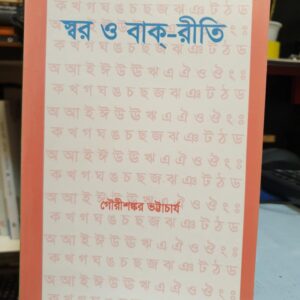 ক খ গ ঘ ঙ চ ছ জ ঝ ঞ ট ঠ ড
স্বর ও বাক্-রীতি
অ আ ই ঈ উ ঊ ঋ এ ঐ ও ঔ ং ঃ
ক খ গ ঘ ঙ চ ছ জ ঝ ঞ ট ঠ ড
অ আ ই ঈ উ ঊ ঋ এ ঐ ও ঔ ং ঃ
ক খ গ ঘ ঙ চ ছ জ ঝ ঞ ট ঠ ড
অ আ ই ঈ উ ঊ ঋ এ ঐ ও ঔ ং ঃ
ক খ গ ঘ ঙ চ ছ জ ঝ ঞ ট ঠ ড
গৌরীশঙ্কর ভট্টাচার্য
অ আ ই ঈ উ ঊ ঋ এ ঐ ও ঔ ং ঃ
ক খ গ ঘ ঙ চ ছ জ ঝ ঞ ট ঠ ড
অ আ ই ঈ উ ঊ ঋ এ ঐ ও ঔ ং ঃ
ক খ গ ঘ ঙ চ ছ জ ঝ ঞ ট ঠ ড
অ আ ই ঈ উ ঊ ঋ এ ঐ ও ঔ ং ঃ
ক খ গ ঘ ঙ চ ছ জ ঝ ঞ ট ঠ ড